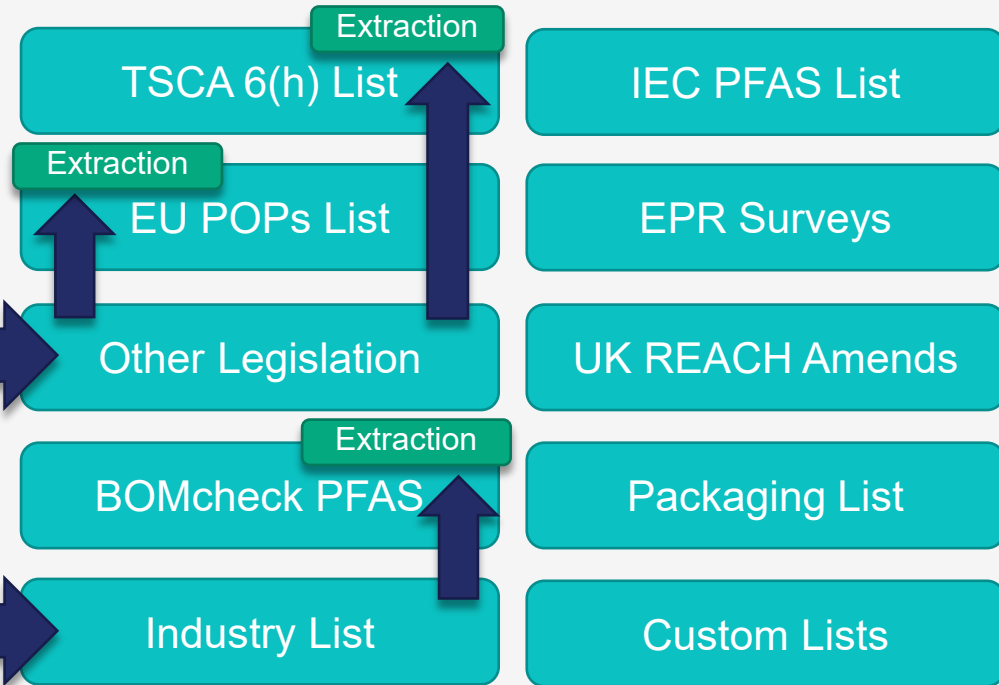 Extraction
TSCA 6(h) List
IEC PFAS List
Extraction
EU POPs List
EPR Surveys
Other Legislation
UK REACH Amends
Extraction
BOMcheck PFAS
Packaging List
Industry List
Custom Lists